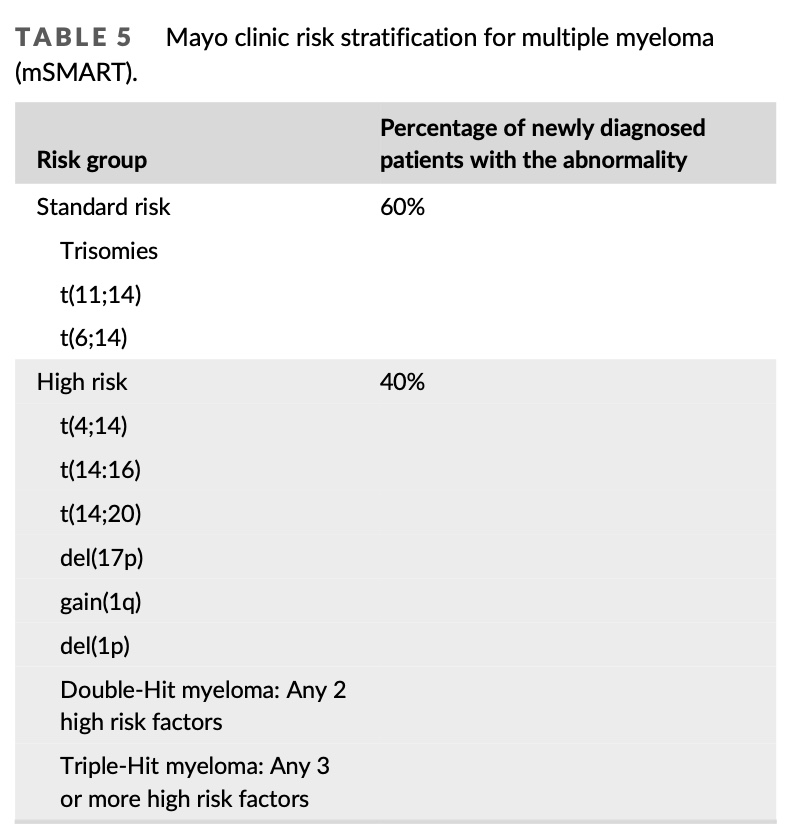 TABLE 5 Mayo clinic risk stratification for multiple myeloma
(mSMART).
Risk group
Percentage of newly diagnosed
patients with the abnormality
Standard risk 60%
Trisomies
t(11;14)
t(6;14)
High risk 40%
t(4;14)
t(14:16)
t(14;20)
del(17p)
gain(1q)
del(1p)
Double-Hit myeloma: Any 2
high risk factors
Triple-Hit myeloma: Any 3
or more high risk factors